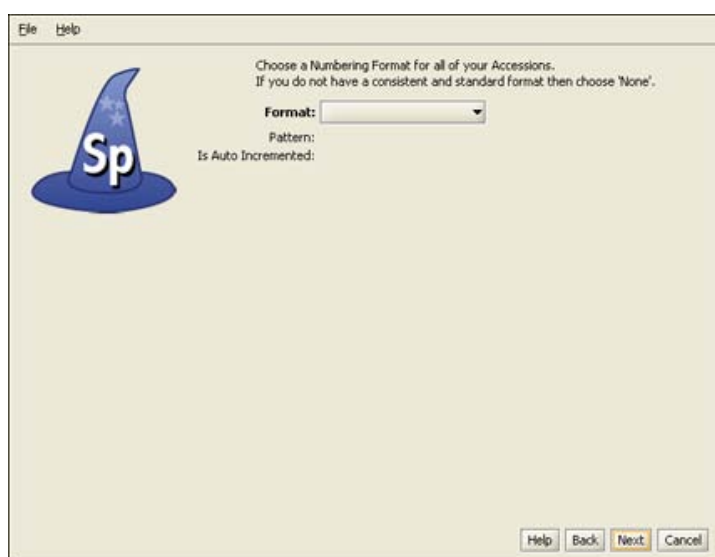 File Help
Choose a Numbering Format for all of your Accessions.
If you do not have a consistent and standard format then choose 'None'.
Format:
Pattern:
Is Auto Incremented:
Sp
Help Back Next Cancel